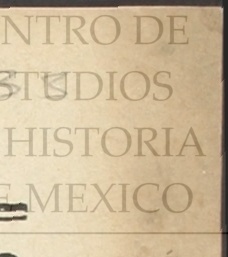 NTRO DE
STUDIOS
HISTORIA
E MEXICO